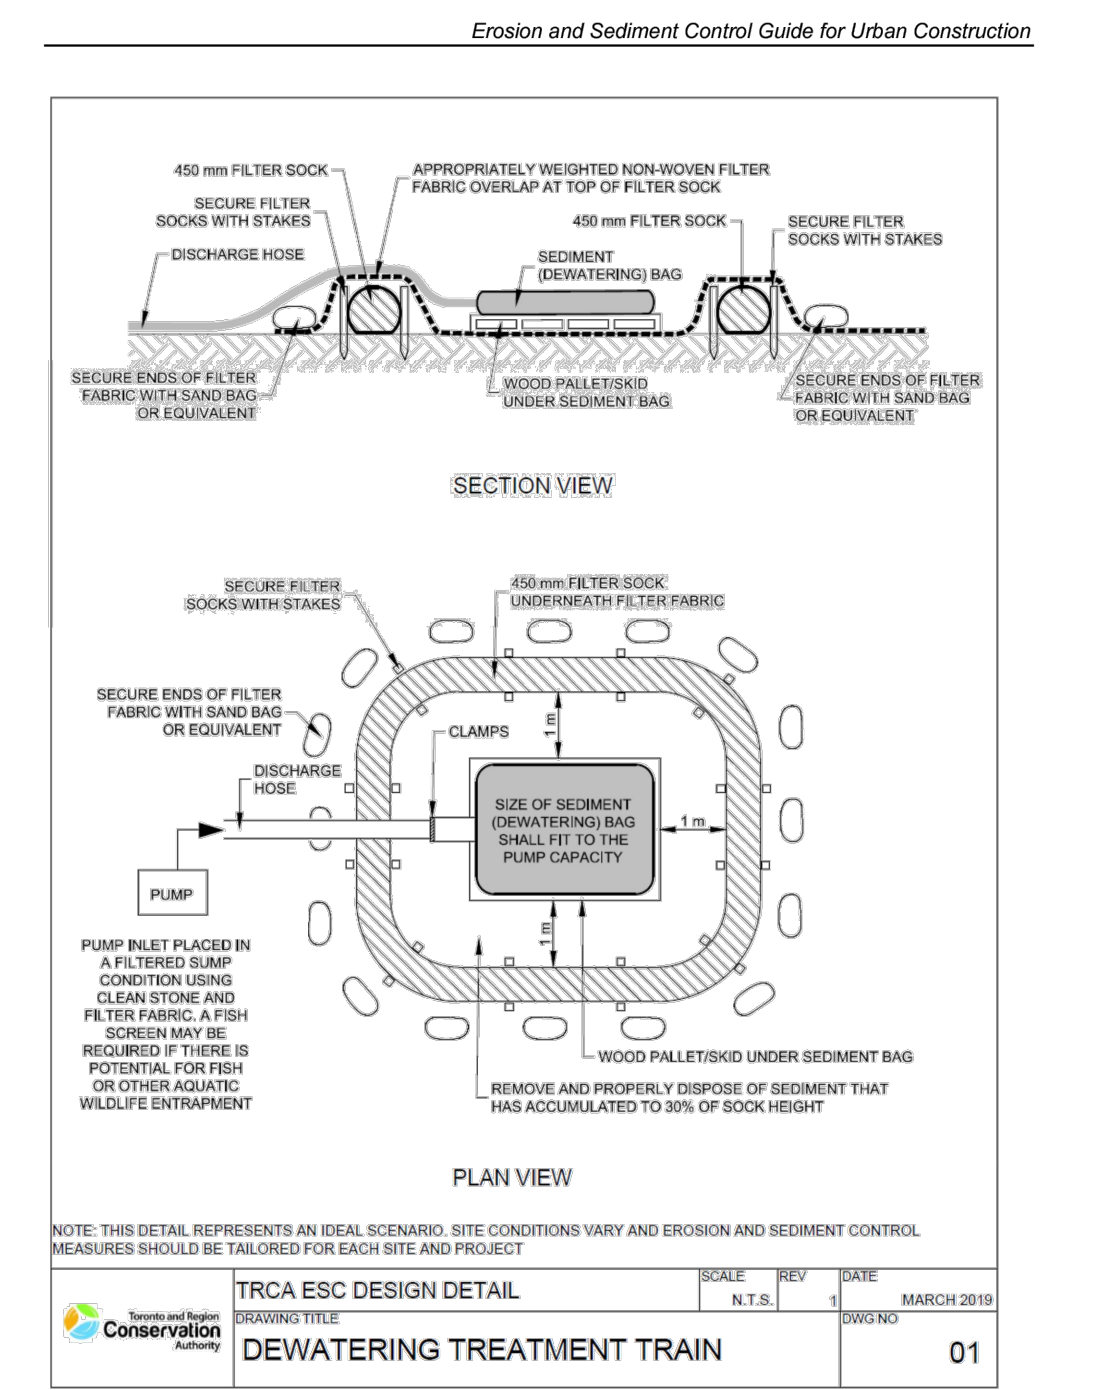 Erosion and Sediment Control Guide for Urban Construction
450 mm FILTER SOCK
APPROPRIATELY WEIGHTED NON-WOVEN FILTER
FABRIC OVERLAP AT TOP OF FILTER SOCK
SECURE FILTER
SOCKS WITH STAKES
450 mm FILTER SOCK
SECURE FILTER
SOCKS WITH STAKES
DISCHARGE HOSE
SEDIMENT
(DEWATERING) BAG
SECURE ENDS OF FILTER
FABRIC WITH SAND BAG
OR EQUIVALENT
WOOD PALLET/SKID
UNDER SEDIMENT BAG
SECURE ENDS OF FILTER
FABRIC WITH SAND BAG
OR EQUIVALENT
SECTION VIEW
SECURE FILTER
SOCKS WITH STAKES
450 mm FILTER SOCK
UNDERNEATH FILTER FABRIC
SECURE ENDS OF FILTER
FABRIC WITH SAND BAG
OR EQUIVALENT
CLAMPS
1 m
DISCHARGE
HOSE
SIZE OF SEDIMENT
(DEWATERING) BAG
SHALL FIT TO THE
PUMP CAPACITY
1 m
PUMP
1 m
PUMP INLET PLACED IN
A FILTERED SUMP
CONDITION USING
CLEAN STONE AND
FILTER FABRIC. A FISH
SCREEN MAY BE
REQUIRED IF THERE IS
POTENTIAL FOR FISH
OR OTHER AQUATIC
WILDLIFE ENTRAPMENT
WOOD PALLET/SKID UNDER SEDIMENT BAG
REMOVE AND PROPERLY DISPOSE OF SEDIMENT THAT
HAS ACCUMULATED TO 30% OF SOCK HEIGHT
PLAN VIEW
NOTE: THIS DETAIL REPRESENTS AN IDEAL SCENARIO. SITE CONDITIONS VARY AND EROSION AND SEDIMENT CONTROL
MEASURES SHOULD BE TAILORED FOR EACH SITE AND PROJECT
Toronto and Region
Conservation
Authority
TRCA ESC DESIGN DETAIL
SCALE
N.T.S.
REV
1
DATE
MARCH 2019
DRAWING TITLE
DEWATERING TREATMENT TRAIN
DWG NO
01